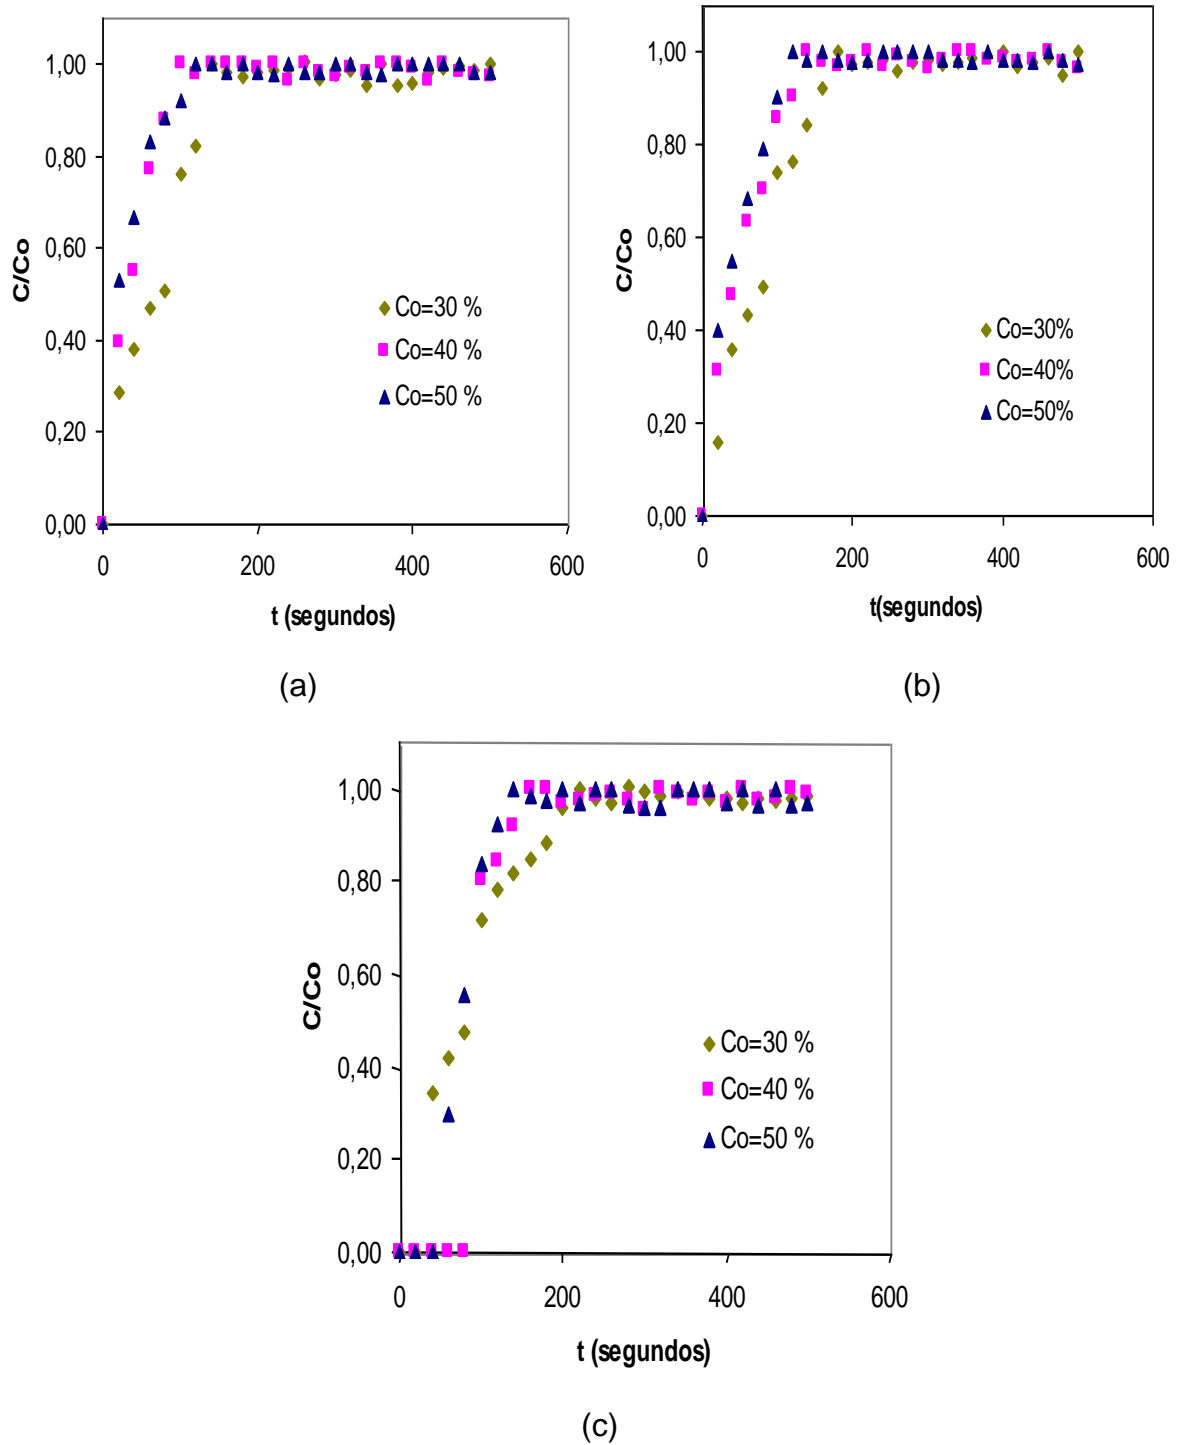 1,00
0,80
0,60
0,40
0,20
0,00
C/Co
0 200 400 600
t (segundos)
Co=30 %
Co=40 %
Co=50 %
(a)
1,00
0,80
0,60
0,40
0,20
0,00
C/Co
0 200 400 600
t(segundos)
Co=30%
Co=40%
Co=50%
(b)
1,00
0,80
0,60
0,40
0,20
0,00
C/Co
0 200 400 600
t (segundos)
Co=30 %
Co=40 %
Co=50 %
(c)